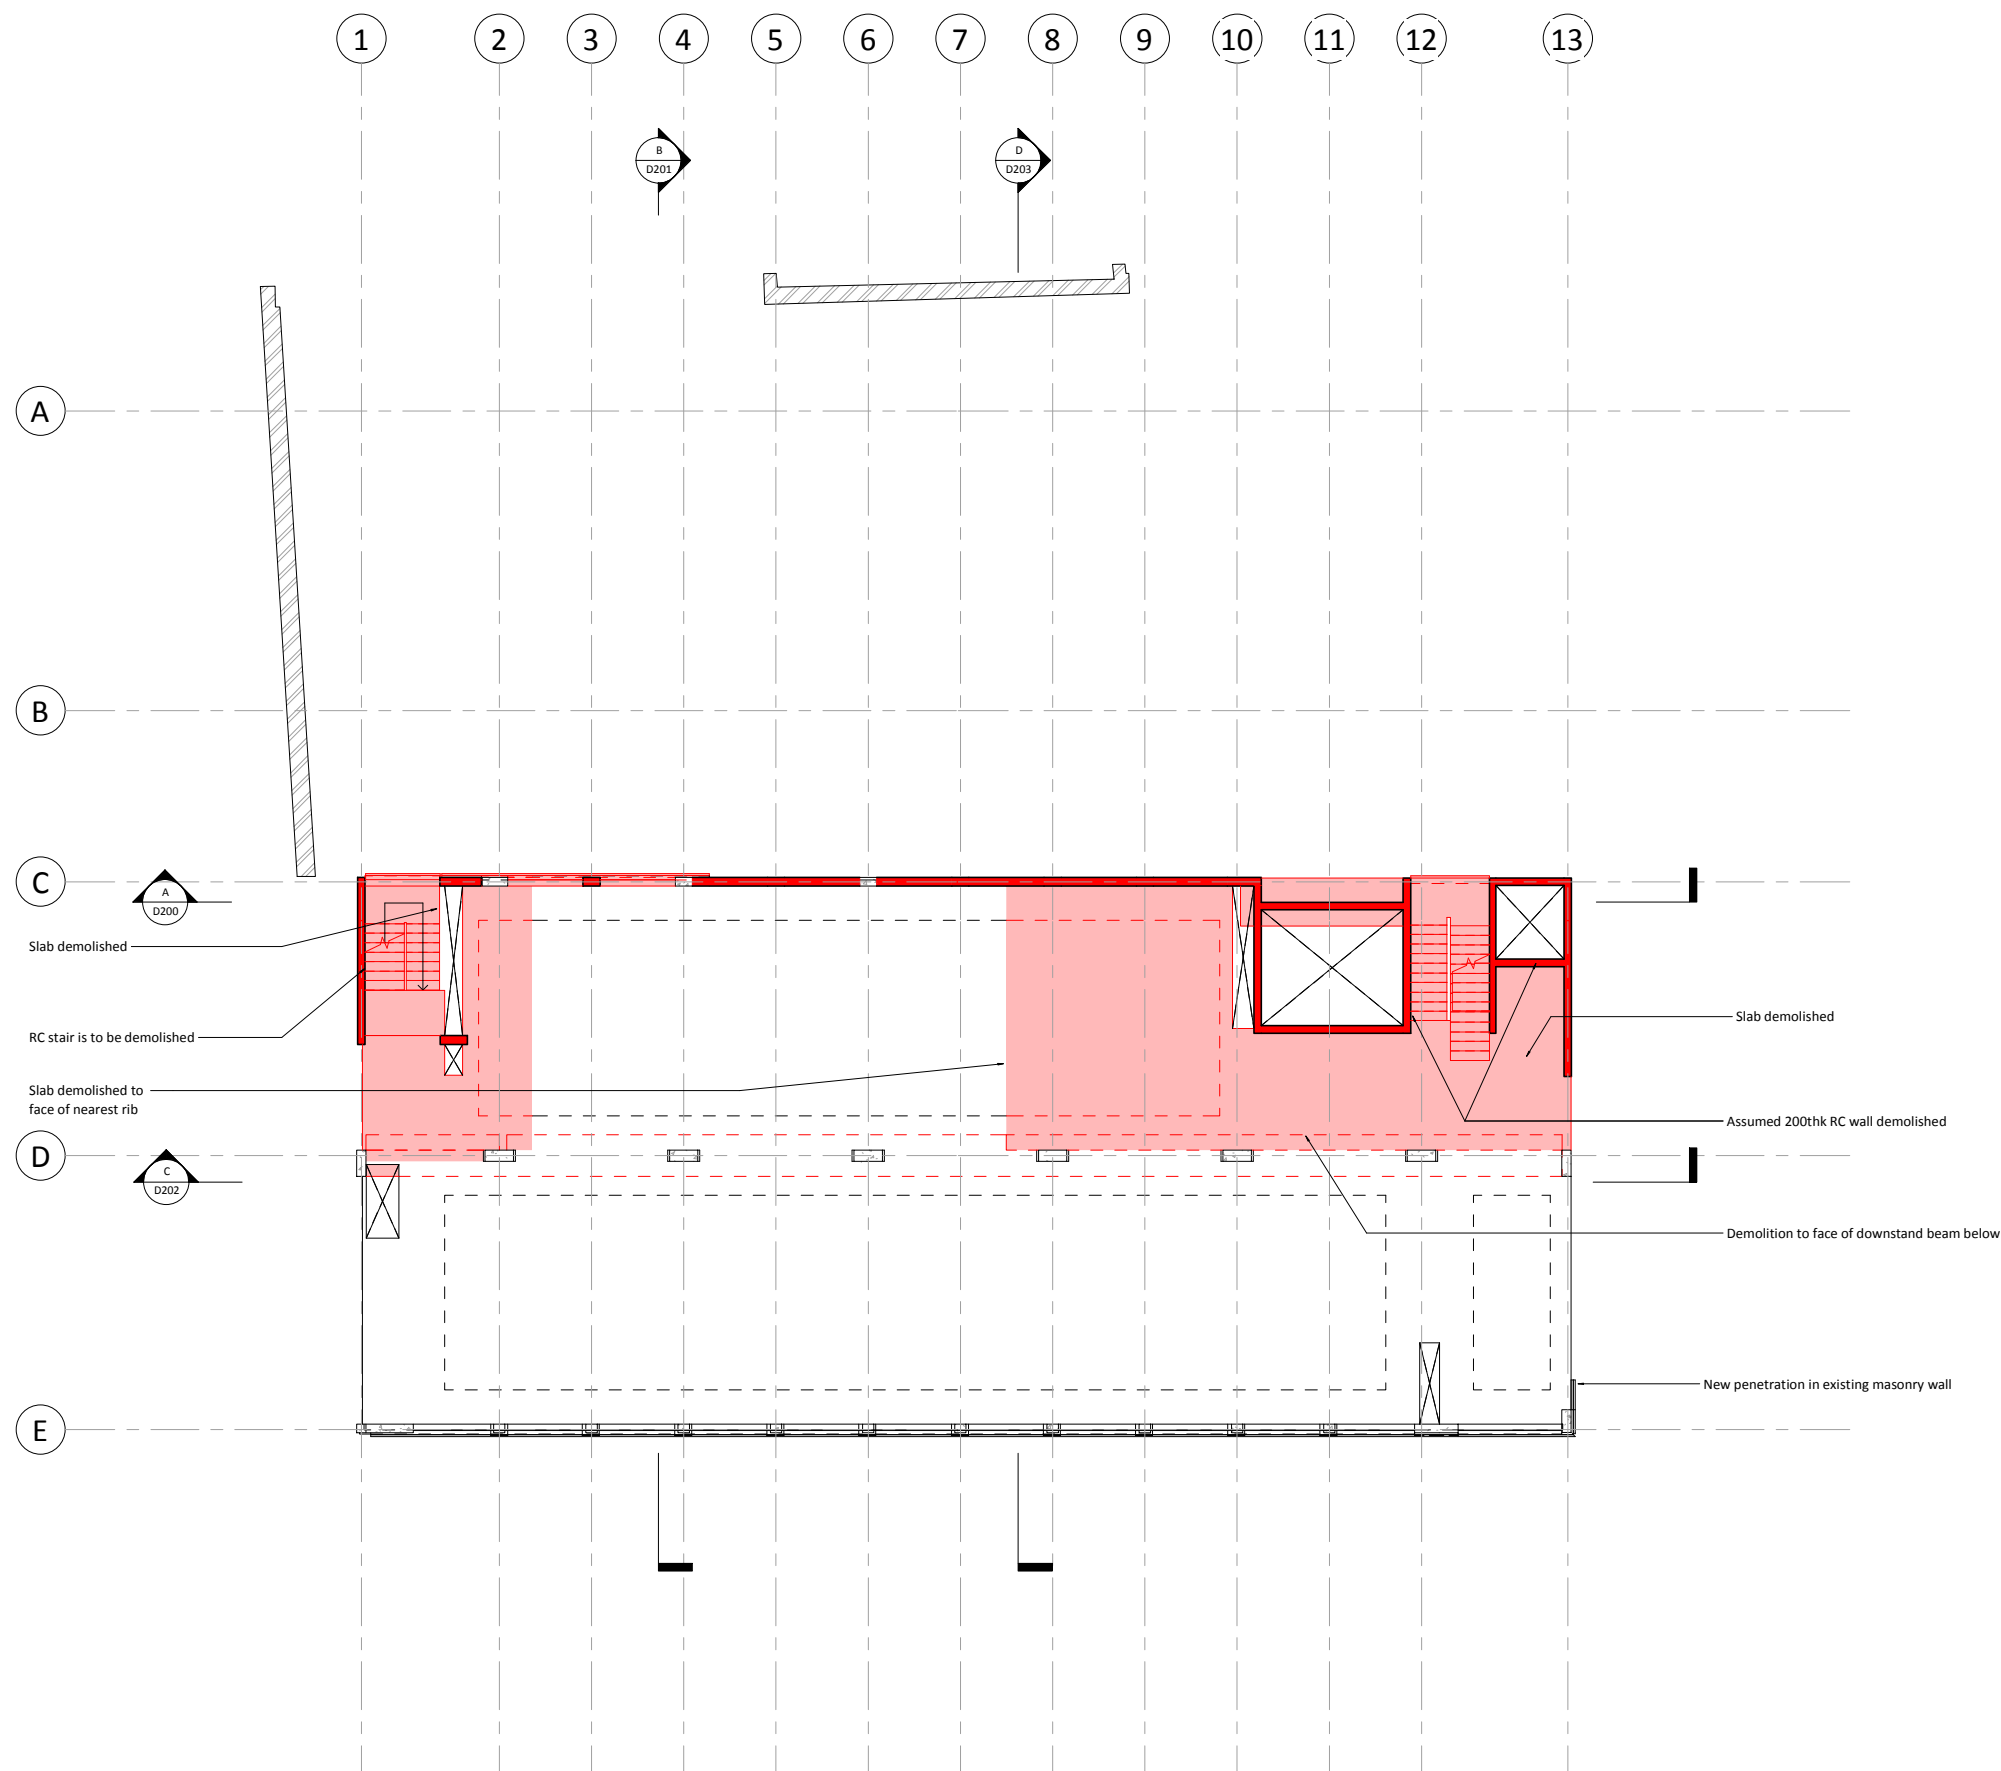 1 2 3 4 5 6 7 8 9 10 11 12 13
B
D201
D
D203
A
B
C
A
D200
Slab demolished
RC stair is to be demolished
Slab demolished
Slab demolished to
face of nearest rib
Assumed 200thk RC wall demolished
D
C
D202
Demolition to face of downstand beam below
New penetration in existing masonry wall
E